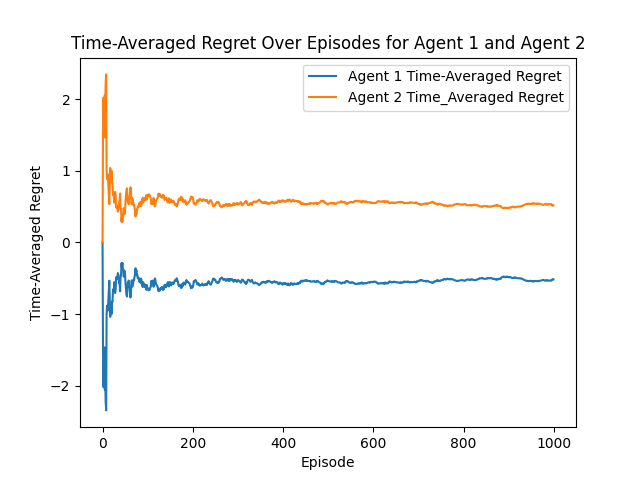 Time-Averaged Regret Over Episodes for Agent 1 and Agent 2
Agent 1 Time-Averaged Regret
Agent 2 Time_Averaged Regret
2
1
0
−1
−2
Time-Averaged Regret
0 200 400 600 800 1000
Episode